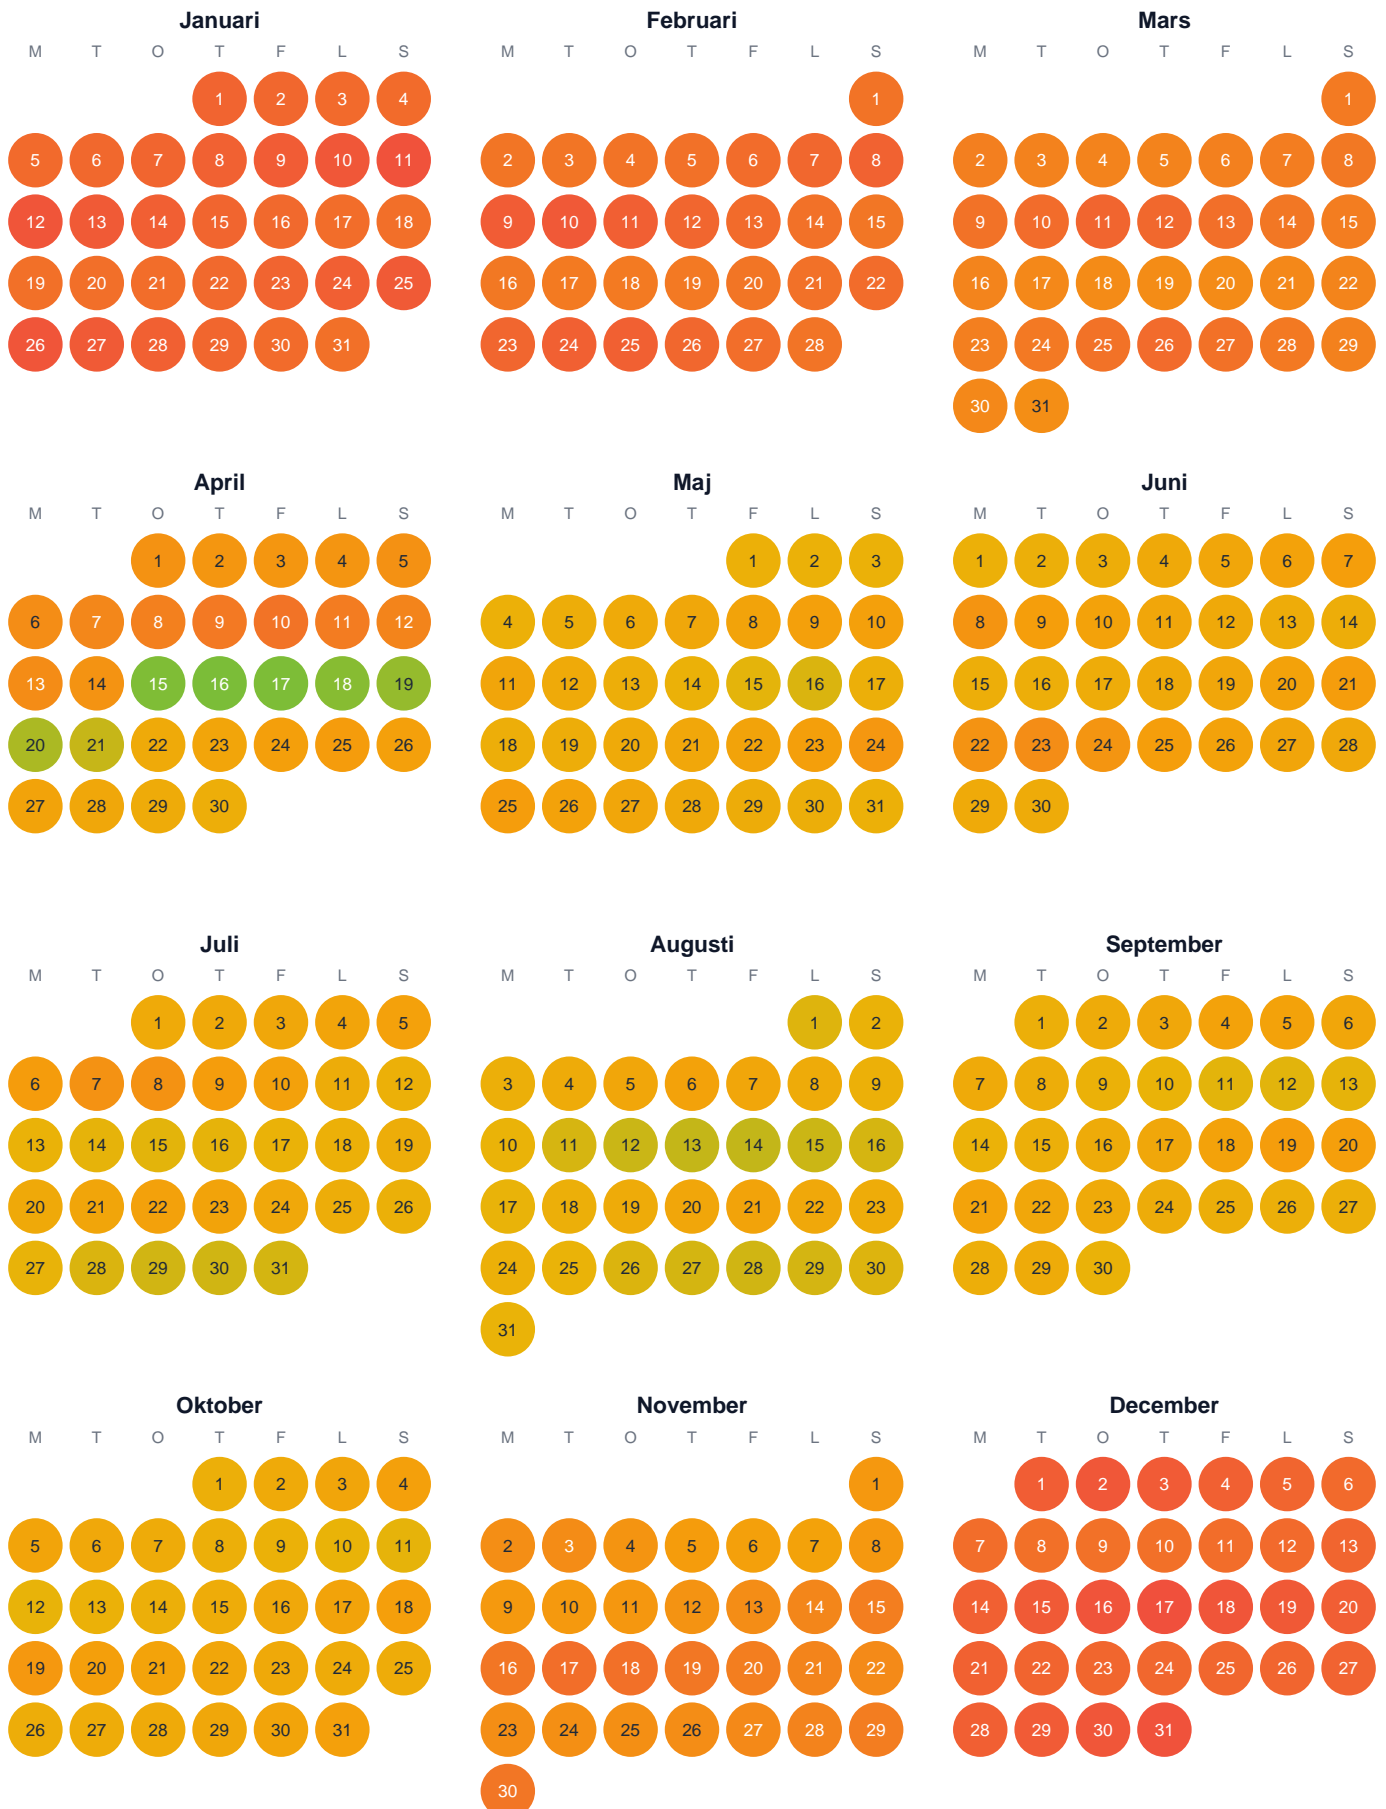 Januari Februari Mars
M T O T F L S M T O T F L S M T O T F L S
1 2 3 4 1 1
5 6 7 8 9 10 11 2 3 4 5 6 7 8 2 3 4 5 6 7 8
12 13 14 15 16 17 18 9 10 11 12 13 14 15 9 10 11 12 13 14 15
19 20 21 22 23 24 25 16 17 18 19 20 21 22 16 17 18 19 20 21 22
26 27 28 29 30 31 23 24 25 26 27 28 23 24 25 26 27 28 29
30 31
April Maj Juni
M T O T F L S M T O T F L S M T O T F L S
1 2 3 4 5 1 2 3 1 2 3 4 5 6 7
6 7 8 9 10 11 12 4 5 6 7 8 9 10 8 9 10 11 12 13 14
13 14 15 16 17 18 19 11 12 13 14 15 16 17 15 16 17 18 19 20 21
20 21 22 23 24 25 26 18 19 20 21 22 23 24 22 23 24 25 26 27 28
27 28 29 30 25 26 27 28 29 30 31 29 30
Juli Augusti September
M T O T F L S M T O T F L S M T O T F L S
1 2 3 4 5 1 2 1 2 3 4 5 6
6 7 8 9 10 11 12 3 4 5 6 7 8 9 7 8 9 10 11 12 13
13 14 15 16 17 18 19 10 11 12 13 14 15 16 14 15 16 17 18 19 20
20 21 22 23 24 25 26 17 18 19 20 21 22 23 21 22 23 24 25 26 27
27 28 29 30 31 24 25 26 27 28 29 30 28 29 30
31
Oktober November December
M T O T F L S M T O T F L S M T O T F L S
1 2 3 4 1 1 2 3 4 5 6
5 6 7 8 9 10 11 2 3 4 5 6 7 8 7 8 9 10 11 12 13
12 13 14 15 16 17 18 9 10 11 12 13 14 15 14 15 16 17 18 19 20
19 20 21 22 23 24 25 16 17 18 19 20 21 22 21 22 23 24 25 26 27
26 27 28 29 30 31 23 24 25 26 27 28 29 28 29 30 31
30